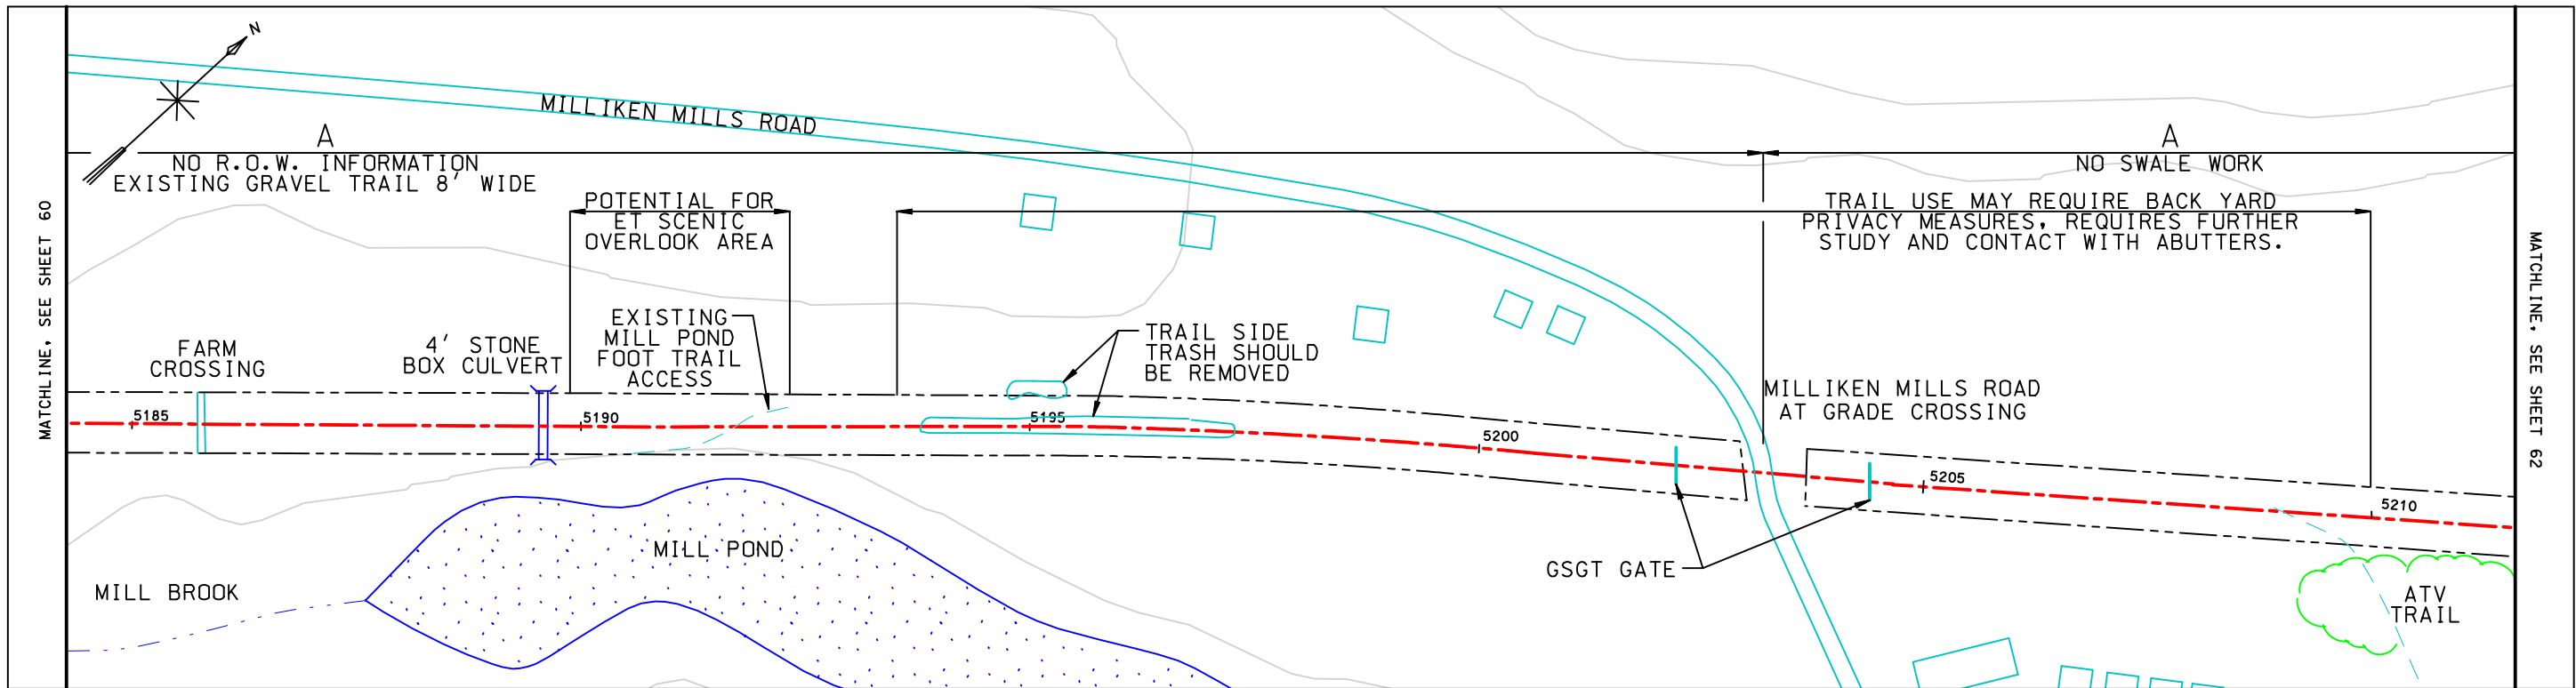 N
MILLIKEN MILLS ROAD
A
NO R.O.W. INFORMATION
EXISTING GRAVEL TRAIL 8' WIDE
A
NO SWALE WORK
POTENTIAL FOR
ET SCENIC
OVERLOOK AREA
TRAIL USE MAY REQUIRE BACK YARD
PRIVACY MEASURES, REQUIRES FURTHER
STUDY AND CONTACT WITH ABUTTERS.
MATCHLINE, SEE SHEET 60
MATCHLINE, SEE SHEET 62
FARM
CROSSING
4' STONE
BOX CULVERT
EXISTING
MILL POND
FOOT TRAIL
ACCESS
TRAIL SIDE
TRASH SHOULD
BE REMOVED
MILLIKEN MILLS ROAD
AT GRADE CROSSING
5185
5190
5195
5200
5205
5210
MILL POND
GSGT GATE
MILL BROOK
ATV
TRAIL